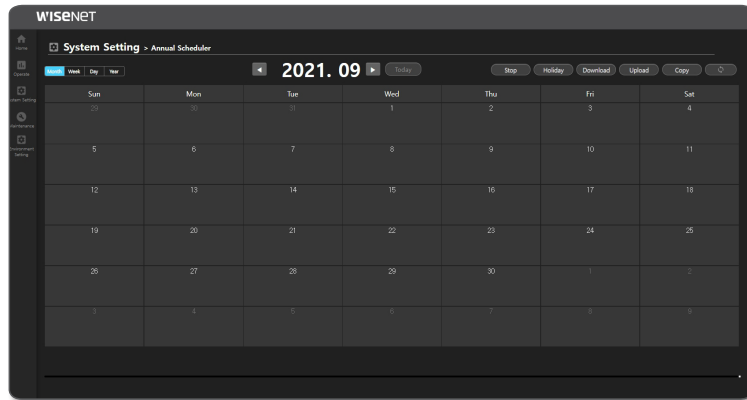 WISENET
Home
System Setting > Annual Scheduler
Operate
Month Week Day Year
◄ 2021. 09 ► Today
Stop Holiday Download Upload Copy
System Setting
Sun Mon Tue Wed Thu Fri Sat
29 30 31 1 2 3 4
Maintenance
Environment
Setting
5 6 7 8 9 10 11
12 13 14 15 16 17 18
19 20 21 22 23 24 25
26 27 28 29 30 1 2
3 4 5 6 7 8 9